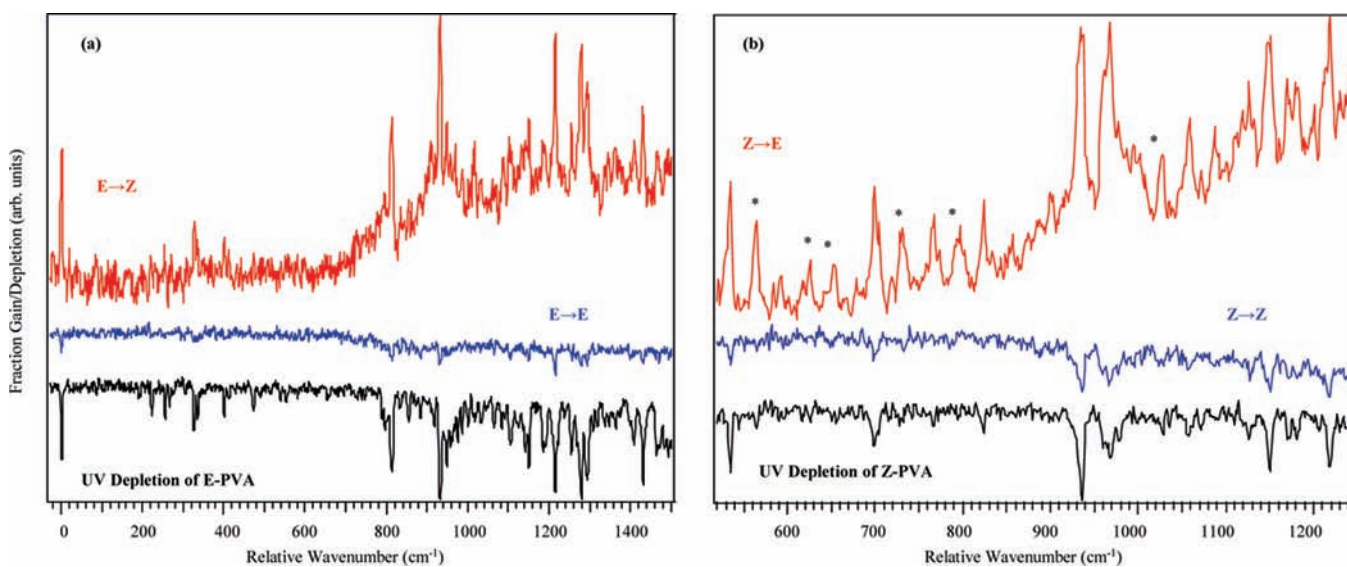 Fraction Gain/Depletion (arb. units)
(a)
E→Z
E→E
UV Depletion of E-PVA
0 200 400 600 800 1000 1200 1400
Relative Wavenumber (cm-1)
(b)
Z→E
* * * * * *
Z→Z
UV Depletion of Z-PVA
600 700 800 900 1000 1100 1200
Relative Wavenumber (cm-1)